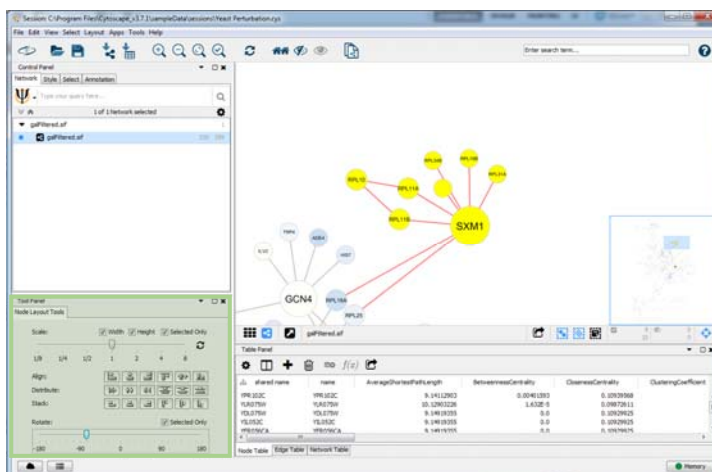 Session: C:\Program Files\Cytoscape_v3.7.1\sampleData\sessions\Yeast Perturbation.cys
File Edit View Select Layout Apps Tools Help
Enter search term...
Control Panel
Network Style Select Annotation
Type your query here...
1 of 1 Network selected
galFiltered.sif 1
galFiltered.sif
RPL10
RPL11A
RPL11B
SXM1
GCN4
RPL18A
RPL25
galFiltered.sif
Tool Panel
Node Layout Tools
Scale: Width Height Selected Only
1/8 1/4 1/2 1 2 4 8
Align:
Distribute:
Stack:
Rotate: Selected Only
-180 -90 0 90 180
Table Panel
f(x)
shared name name AverageShortestPathLength BetweennessCentrality ClosenessCentrality ClusteringCoefficient
YPR102C YPR102C 9.14112903 0.00401393 0.10939568
YLR075W YLR075W 10.12903226 1.632E-5 0.09872611
YDL075W YDL075W 9.14919355 0.0 0.10929925
YIL052C YIL052C 9.14919355 0.0 0.10929925
Node Table Edge Table Network Table
Memory